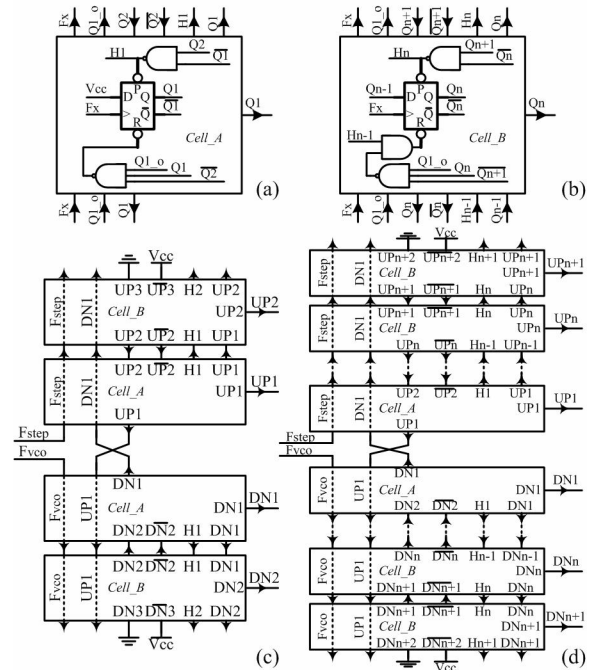 Fx Q1_o Q2 Q2 H1 Q1
H1 Q2 Q1
Vcc D P Q Q1
Fx R Q Q1
Cell_A Q1
Q1_o Q1 Q2
(a)
Fx Q1_o Q1
Fx Q1_o Qn+1 Qn+1 Hn Qn
Hn Qn+1 Qn
Qn-1 D P Q Qn
Fx R Q Qn
Hn-1 Cell_B Qn
Q1_o Qn Qn+1
(b)
Fx Q1_o Qn Qn Hn-1 Qn-1
Vcc
Fstep DN1 UP3 UP3 H2 UP2
Cell_B UP2 UP2
UP2 UP2 H1 UP1
Fstep DN1 UP2 UP2 H1 UP1
Cell_A UP1 UP1
UP1
Fstep
Fvco
DN1
Fvco UP1 Cell_A DN1 DN1
DN2 DN2 H1 DN1
Fvco UP1 DN2 DN2 H1 DN1
Cell_B DN2 DN2
DN3 DN3 H2 DN2
Vcc
(c)
Vcc
Fstep DN1 UPn+2 UPn+2 Hn+1 UPn+1
Cell_B UPn+1 UPn+1
UPn+1 UPn+1 Hn UPn
UPn+1 UPn+1 Hn UPn
Cell_B UPn UPn
UPn UPn Hn-1 UPn-1
Fstep DN1 UP2 UP2 H1 UP1
Cell_A UP1 UP1
UP1
Fstep
Fvco
DN1
Fvco UP1 Cell_A DN1 DN1
DN2 DN2 H1 DN1
Fvco UP1 DNn DNn Hn-1 DNn-1
Cell_B DNn DNn
DNn+1 DNn+1 Hn DNn
DNn+1 DNn+1 Hn DNn
Cell_B DNn+1 DNn+1
DNn+2 DNn+2 Hn+1 DNn+1
Vcc
(d)